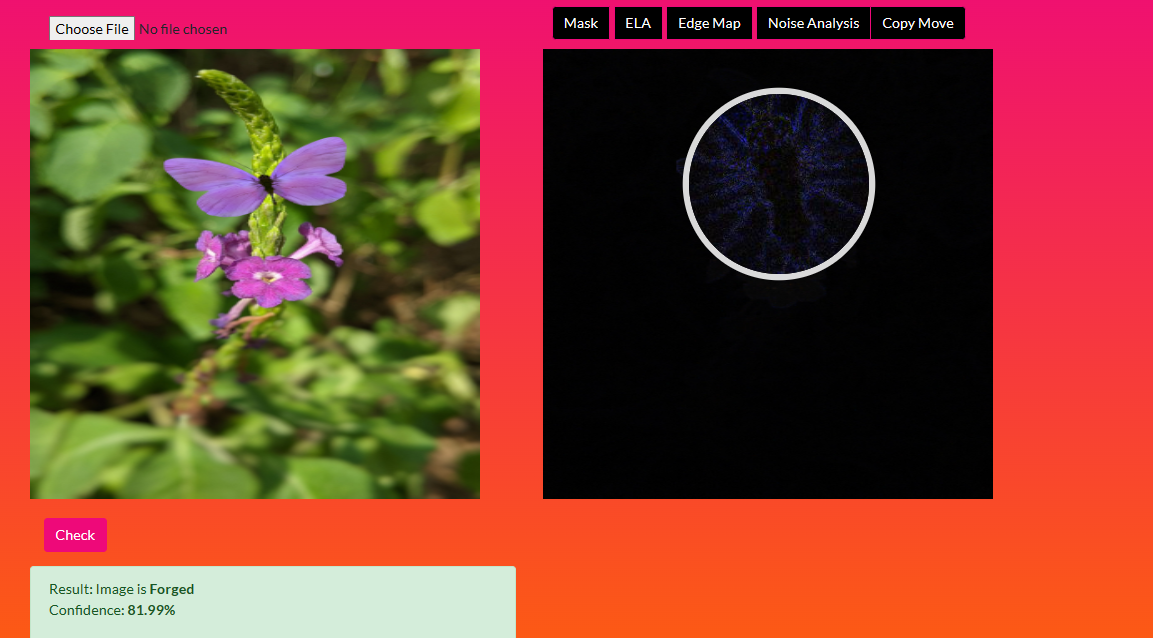 Choose File No file chosen
Mask ELA Edge Map Noise Analysis Copy Move
Check
Result: Image is Forged
Confidence: 81.99%